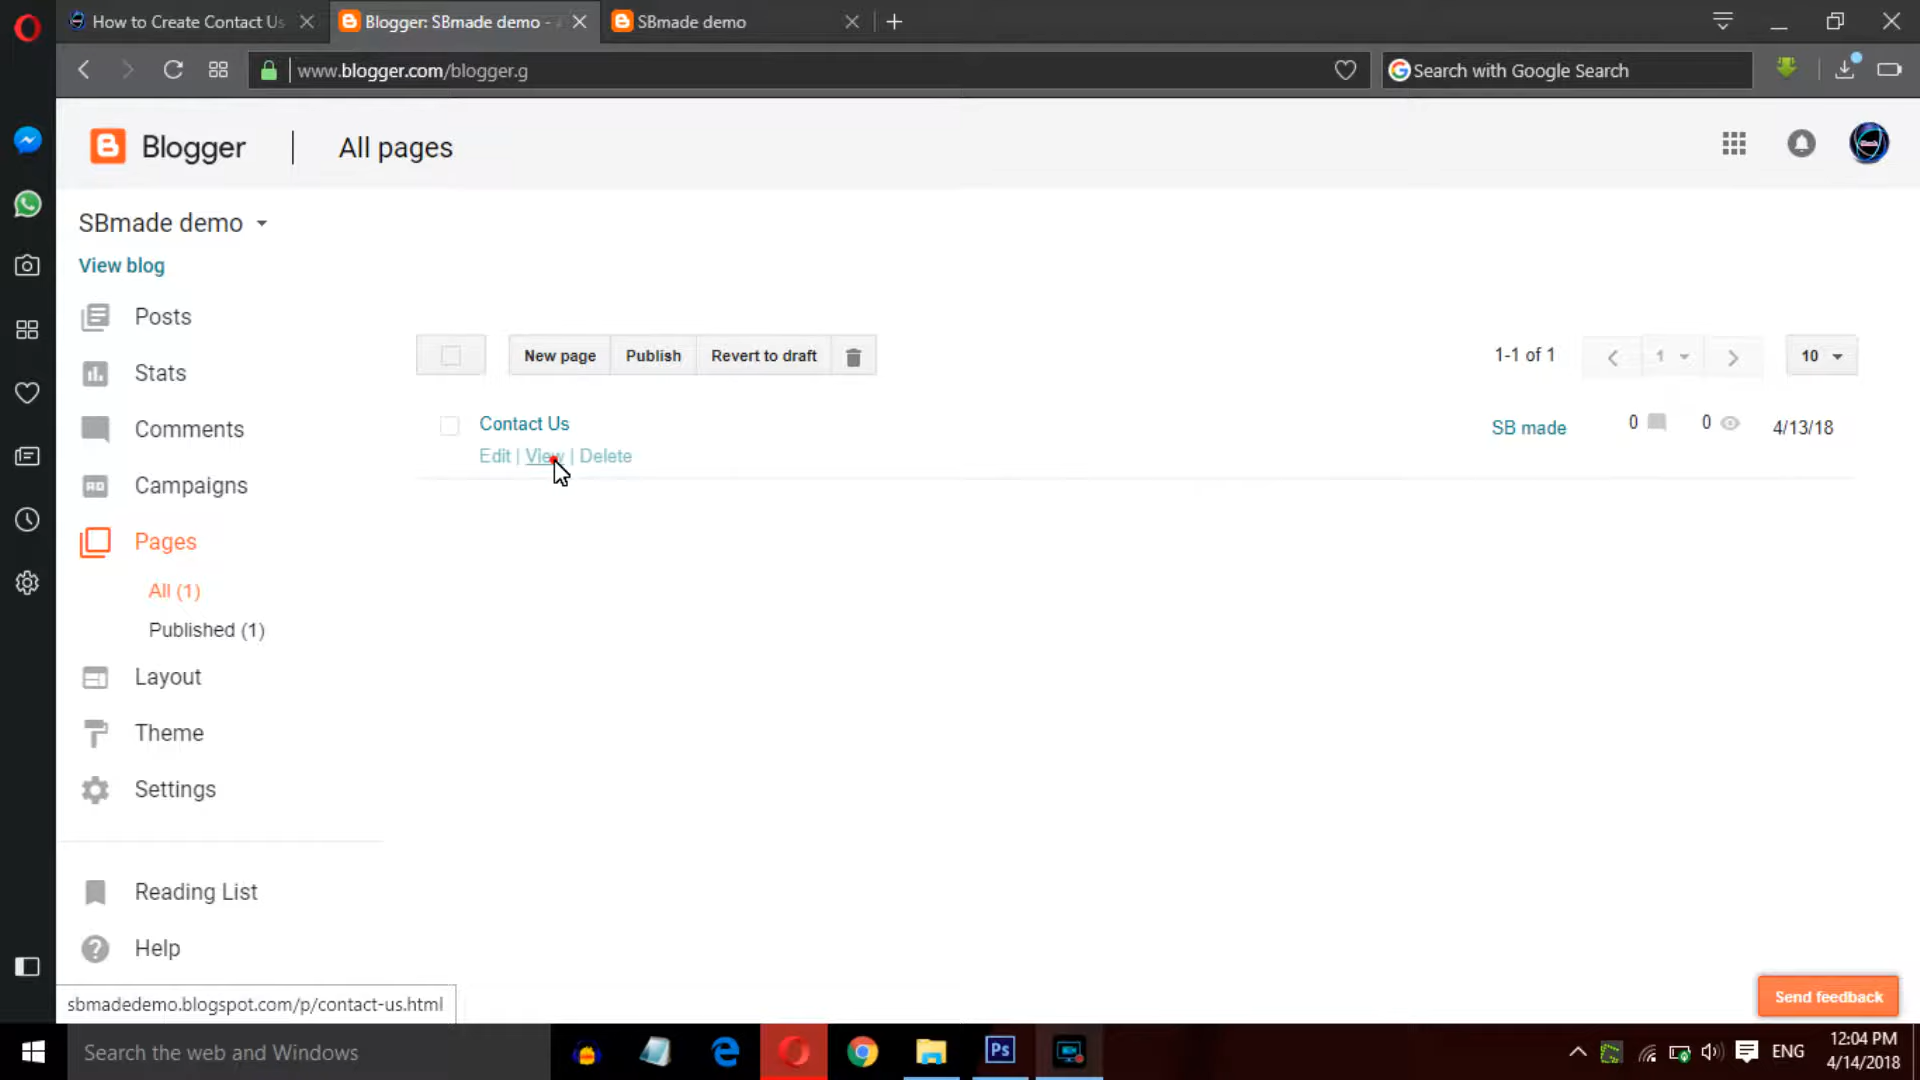 How to Create Contact Us
Blogger: SBmade demo -
SBmade demo
www.blogger.com/blogger.g
Search with Google Search
Blogger
All pages
SBmade demo
View blog
Posts
Stats
Comments
Campaigns
Pages
All (1)
Published (1)
Layout
Theme
Settings
Reading List
Help
New page
Publish
Revert to draft
1-1 of 1
1
10
Contact Us
Edit | View | Delete
SB made
0
0
4/13/18
sbmadedemo.blogspot.com/p/contact-us.html
Send feedback
Search the web and Windows
Ps
ENG
12:04 PM
4/14/2018